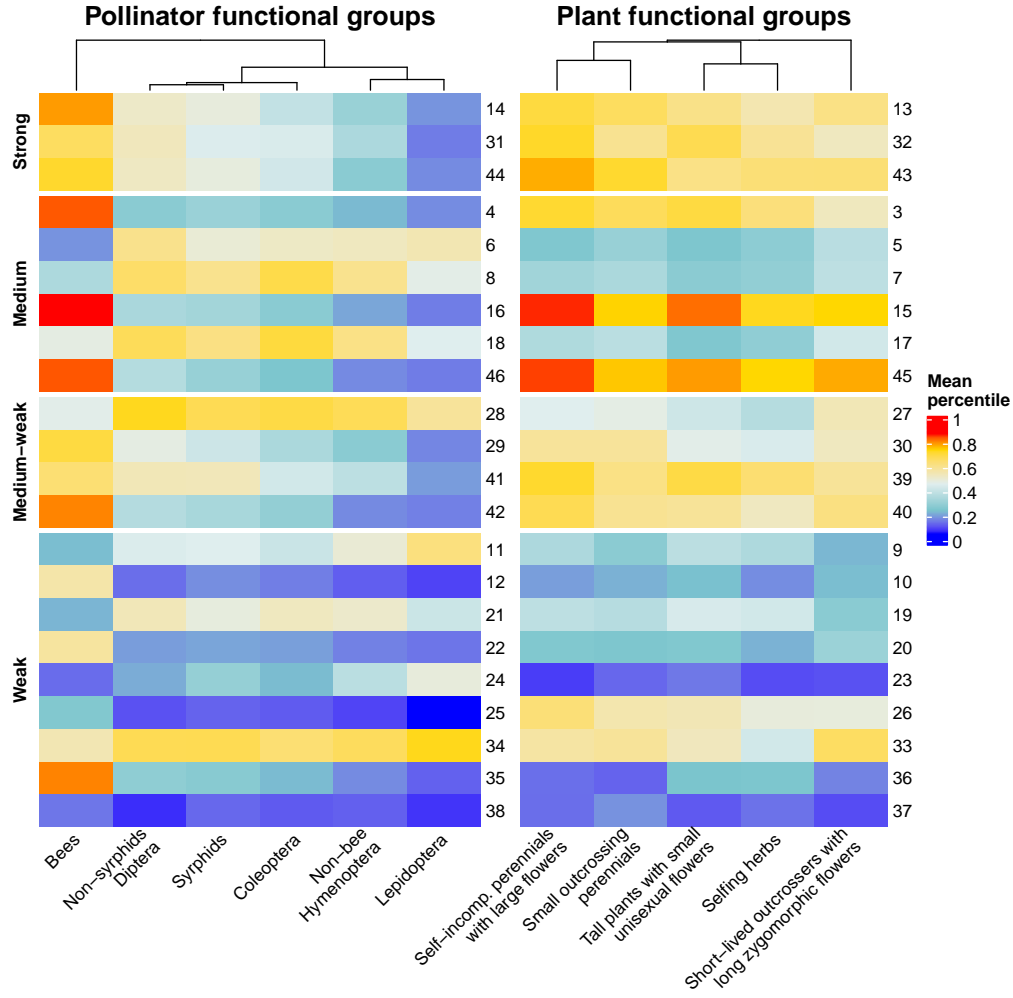 Pollinator functional groups
Plant functional groups
Strong
14
31
44
13
32
43
Medium
4
6
8
16
18
46
3
5
7
15
17
45
Medium−weak
28
29
41
42
27
30
39
40
Weak
11
12
21
22
24
25
34
35
38
9
10
19
20
23
26
33
36
37
Mean
percentile
1
0.8
0.6
0.4
0.2
0
Bees
Non−syrphids
Diptera
Syrphids
Coleoptera
Non−bee
Hymenoptera
Lepidoptera
Self−incomp. perennials
with large flowers
Small outcrossing
perennials
Tall plants with small
unisexual flowers
Selfing herbs
Short−lived outcrossers with
long zygomorphic flowers